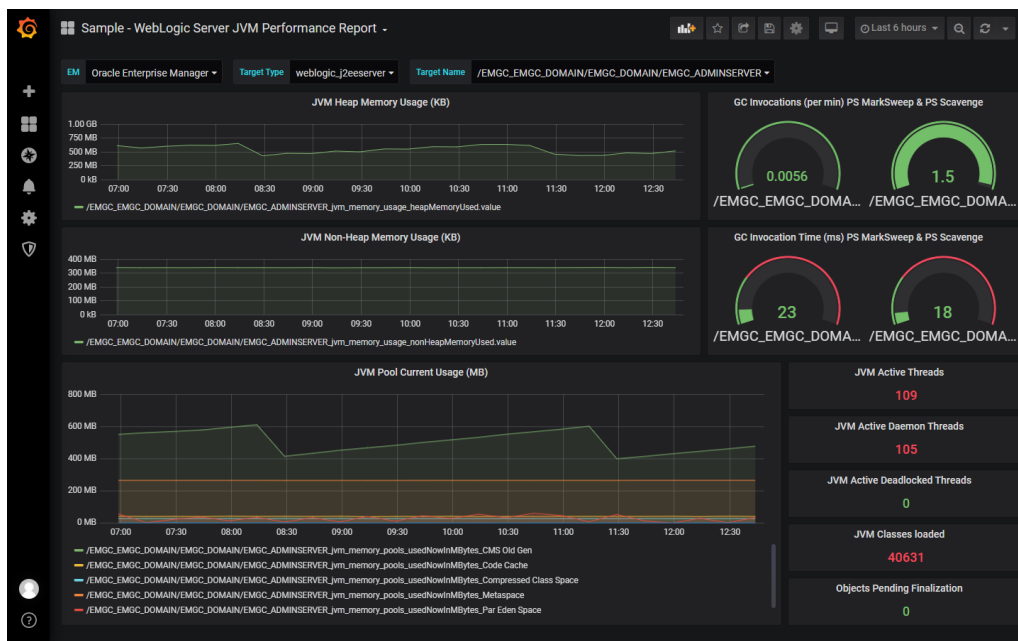 Sample - WebLogic Server JVM Performance Report
Last 6 hours
EM Oracle Enterprise Manager Target Type weblogic_j2eeserver Target Name /EMGC_EMGC_DOMAIN/EMGC_DOMAIN/EMGC_ADMINSERVER
JVM Heap Memory Usage (KB)
1.00 GB
750 MB
500 MB
250 MB
0 kB
07:00 07:30 08:00 08:30 09:00 09:30 10:00 10:30 11:00 11:30 12:00 12:30
/EMGC_EMGC_DOMAIN/EMGC_DOMAIN/EMGC_ADMINSERVER_jvm_memory_usage_heapMemoryUsed.value
GC Invocations (per min) PS MarkSweep & PS Scavenge
0.0056 1.5
/EMGC_EMGC_DOMA... /EMGC_EMGC_DOMA...
JVM Non-Heap Memory Usage (KB)
400 MB
300 MB
200 MB
100 MB
0 kB
07:00 07:30 08:00 08:30 09:00 09:30 10:00 10:30 11:00 11:30 12:00 12:30
/EMGC_EMGC_DOMAIN/EMGC_DOMAIN/EMGC_ADMINSERVER_jvm_memory_usage_nonHeapMemoryUsed.value
GC Invocation Time (ms) PS MarkSweep & PS Scavenge
23 18
/EMGC_EMGC_DOMA... /EMGC_EMGC_DOMA...
JVM Pool Current Usage (MB)
800 MB
600 MB
400 MB
200 MB
0 MB
07:00 07:30 08:00 08:30 09:00 09:30 10:00 10:30 11:00 11:30 12:00 12:30
/EMGC_EMGC_DOMAIN/EMGC_DOMAIN/EMGC_ADMINSERVER_jvm_memory_pools_usedNowInMBytes_CMS Old Gen
/EMGC_EMGC_DOMAIN/EMGC_DOMAIN/EMGC_ADMINSERVER_jvm_memory_pools_usedNowInMBytes_Code Cache
/EMGC_EMGC_DOMAIN/EMGC_DOMAIN/EMGC_ADMINSERVER_jvm_memory_pools_usedNowInMBytes_Compressed Class Space
/EMGC_EMGC_DOMAIN/EMGC_DOMAIN/EMGC_ADMINSERVER_jvm_memory_pools_usedNowInMBytes_Metaspace
/EMGC_EMGC_DOMAIN/EMGC_DOMAIN/EMGC_ADMINSERVER_jvm_memory_pools_usedNowInMBytes_Par Eden Space
JVM Active Threads
109
JVM Active Daemon Threads
105
JVM Active Deadlocked Threads
0
JVM Classes loaded
40631
Objects Pending Finalization
0